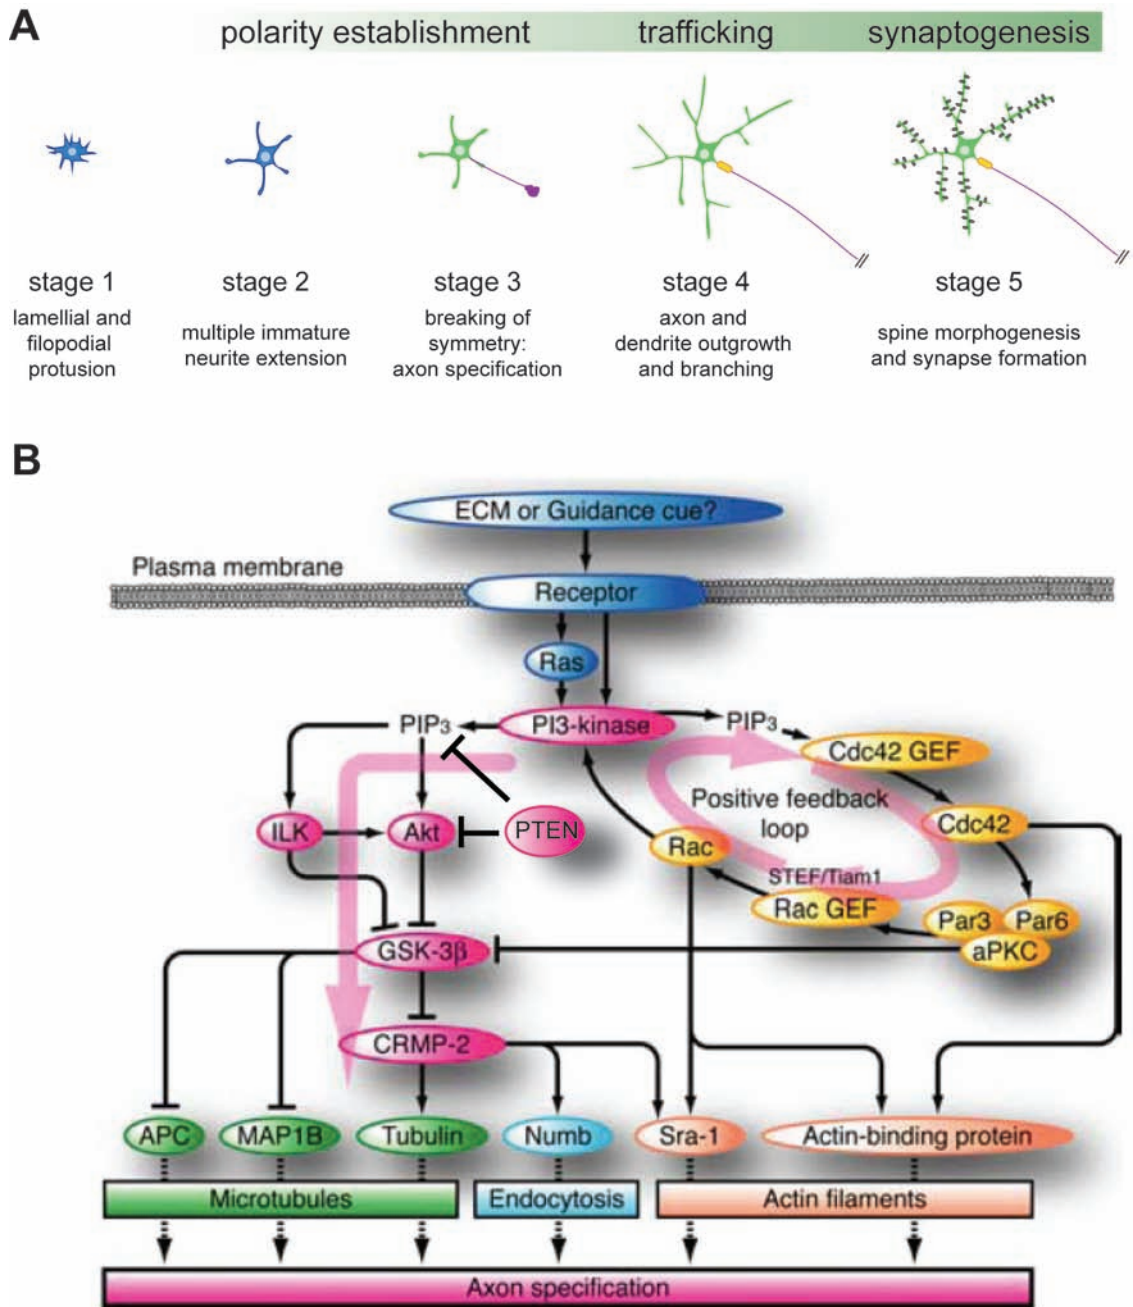 A
polarity establishment
trafficking
synaptogenesis
stage 1
stage 2
stage 3
stage 4
stage 5
lamellial and
filopodial
protusion
multiple immature
neurite extension
breaking of
symmetry:
axon specification
axon and
dendrite outgrowth
and branching
spine morphogenesis
and synapse formation
B
ECM or Guidance cue?
Plasma membrane
Receptor
Ras
PIP3
PI3-kinase
PIP3
Cdc42 GEF
Positive feedback
loop
ILK
Akt
PTEN
Rac
Cdc42
STEF/Tiam1
Rac GEF
Par3
Par6
aPKC
GSK-3β
CRMP-2
APC
MAP1B
Tubulin
Numb
Sra-1
Actin-binding protein
Microtubules
Endocytosis
Actin filaments
Axon specification